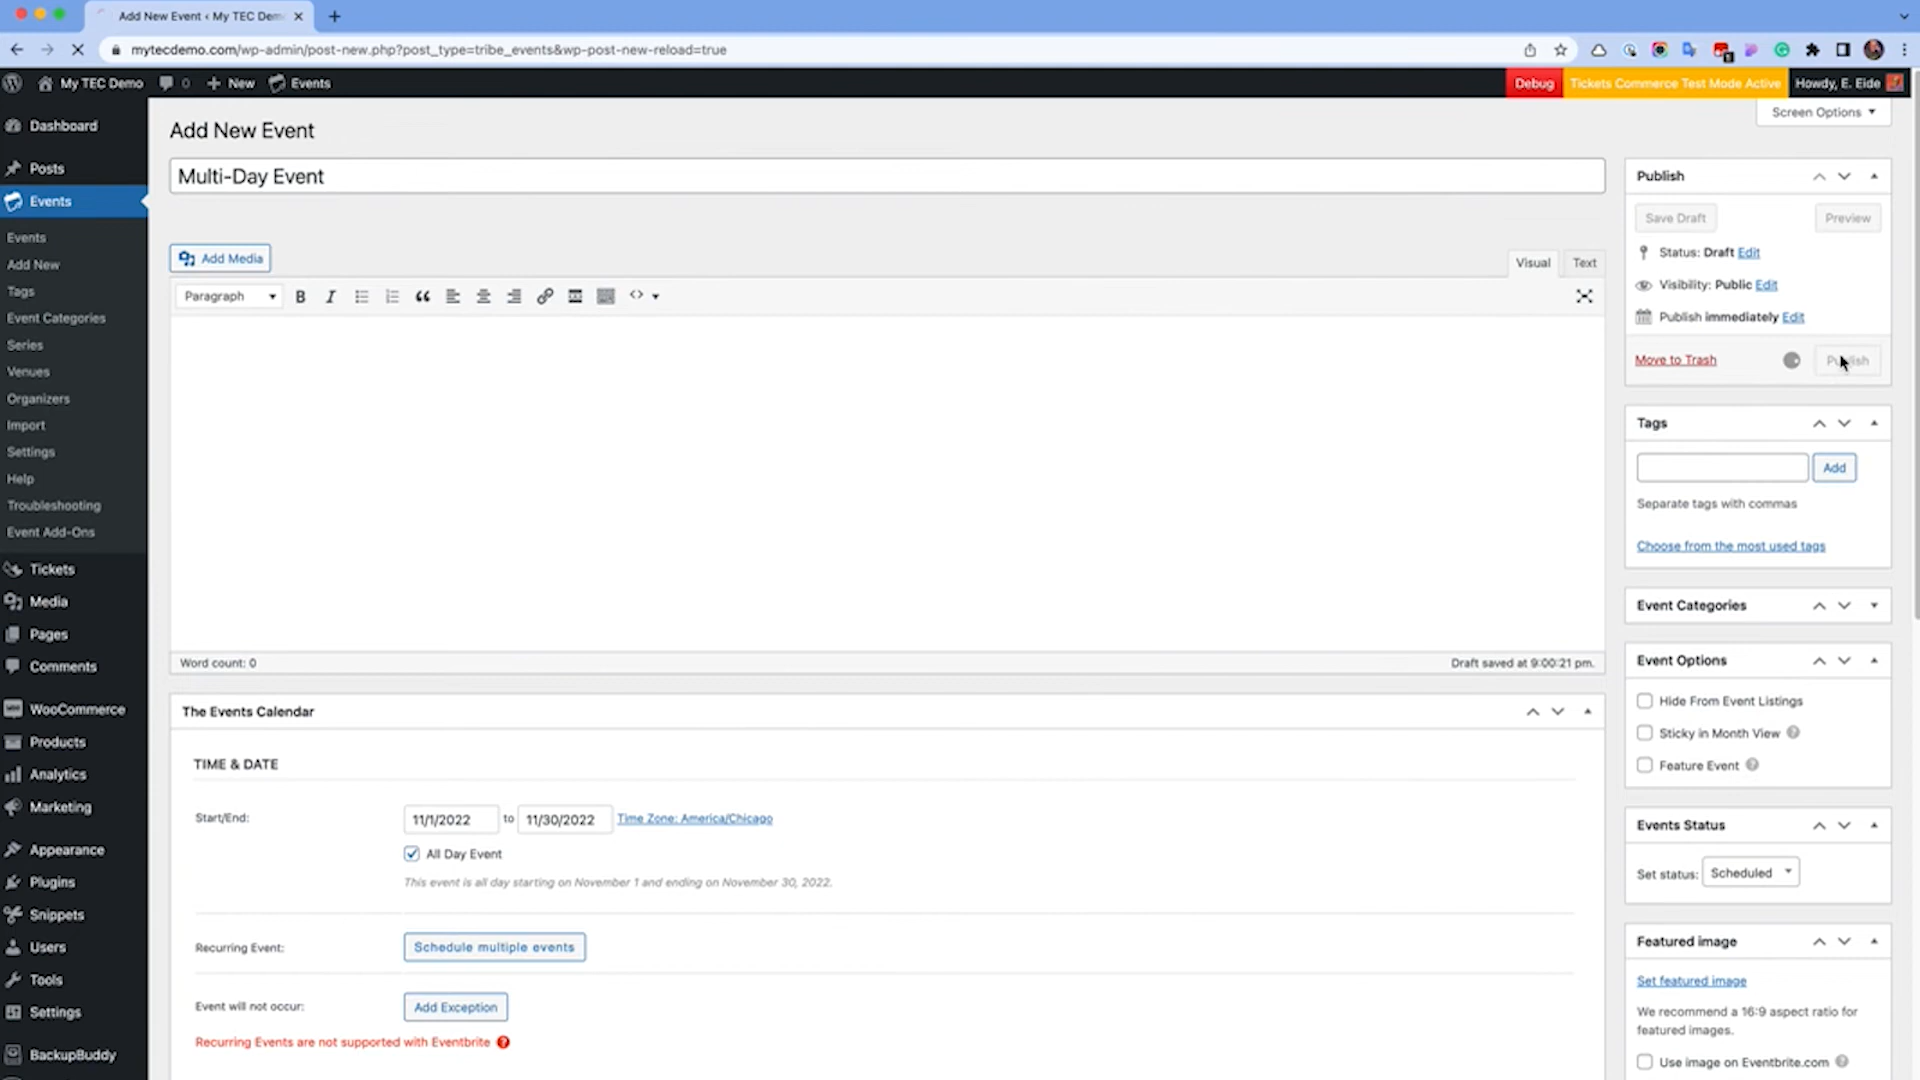 Add New Event ‹ My TEC Dem
mytecdemo.com/wp-admin/post-new.php?post_type=tribe_events&wp-post-new-reload=true
My TEC Demo 0 New Events Debug Tickets Commerce Test Mode Active Howdy, E. Eide
Screen Options
Dashboard
Posts
Events
Events
Add New
Tags
Event Categories
Series
Venues
Organizers
Import
Settings
Help
Troubleshooting
Event Add-Ons
Tickets
Media
Pages
Comments
WooCommerce
Products
Analytics
Marketing
Appearance
Plugins
Snippets
Users
Tools
Settings
BackupBuddy
Add New Event
Multi-Day Event
Add Media
Visual Text
Paragraph
Word count: 0 Draft saved at 9:00:21 pm.
The Events Calendar
TIME & DATE
Start/End: 11/1/2022 to 11/30/2022 Time Zone: America/Chicago
All Day Event
This event is all day starting on November 1 and ending on November 30, 2022.
Recurring Event: Schedule multiple events
Event will not occur: Add Exception
Recurring Events are not supported with Eventbrite
Publish
Save Draft Preview
Status: Draft Edit
Visibility: Public Edit
Publish immediately Edit
Move to Trash Publish
Tags
Add
Separate tags with commas
Choose from the most used tags
Event Categories
Event Options
Hide From Event Listings
Sticky in Month View
Feature Event
Events Status
Set status: Scheduled
Featured image
Set featured image
We recommend a 16:9 aspect ratio for
featured images.
Use image on Eventbrite.com